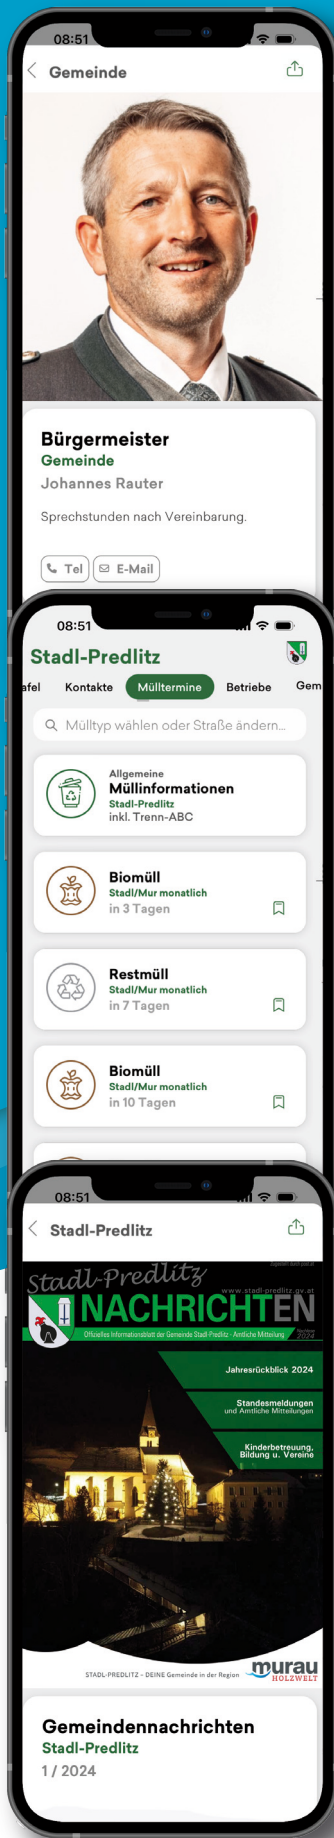 08:51
Gemeinde
Bürgermeister
Gemeinde
Johannes Rauter
Sprechstunden nach Vereinbarung.
Tel
E-Mail
08:51
Stadl-Predlitz
afel Kontakte Mülltermine Betriebe Gem
Mülltyp wählen oder Straße ändern...
Allgemeine
Müllinformationen
Stadl-Predlitz
inkl. Trenn-ABC
Biomüll
Stadl/Mur monatlich
in 3 Tagen
Restmüll
Stadl/Mur monatlich
in 7 Tagen
Biomüll
Stadl/Mur monatlich
in 10 Tagen
08:51
Stadl-Predlitz
Stadl-Predlitz
www.stadl-predlitz.gv.at
NACHRICHTEN
Offizielles Informationsblatt der Gemeinde Stadl-Predlitz - Amtliche Mitteilung
2024
Jahresrückblick 2024
Standesmeldungen
und Amtliche Mitteilungen
Kinderbetreuung,
Bildung u. Vereine
STADL-PREDLITZ - DEINE Gemeinde in der Region
murau
HOLZWELT
Gemeindennachrichten
Stadl-Predlitz
1 / 2024